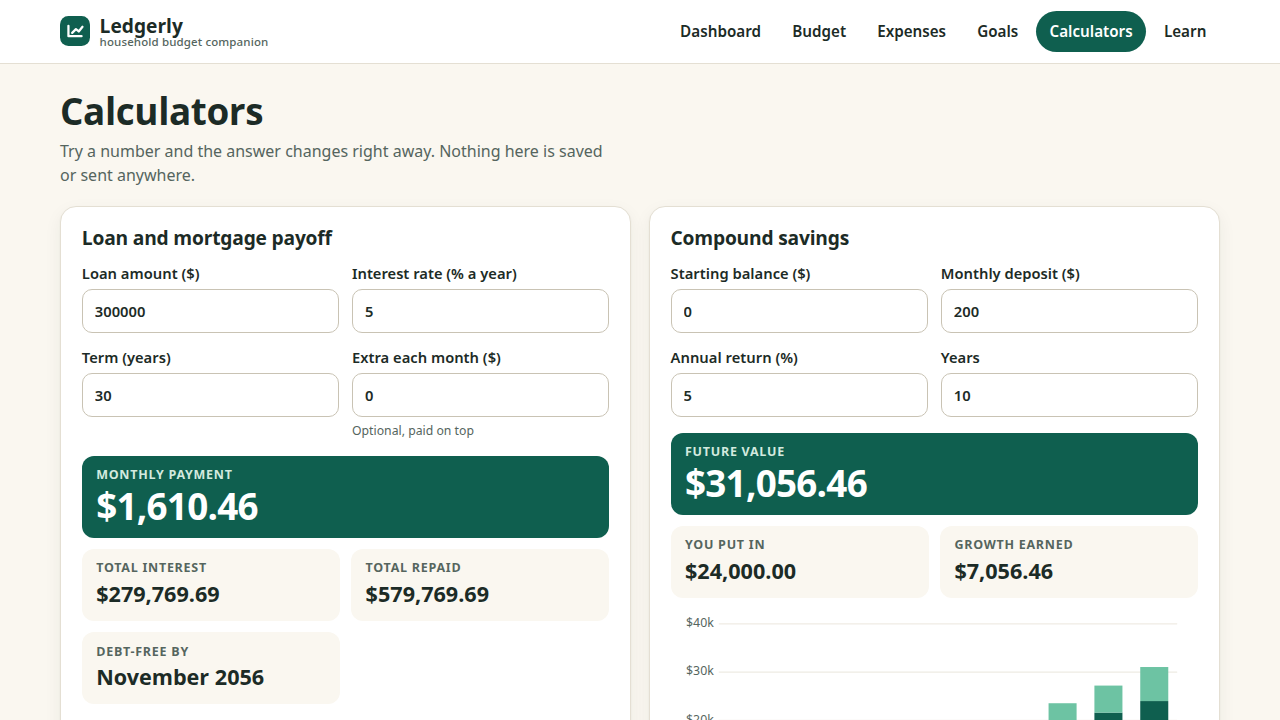 Ledgerly
household budget companion
Dashboard
Budget
Expenses
Goals
Calculators
Learn
Calculators
Try a number and the answer changes right away. Nothing here is saved
or sent anywhere.
Loan and mortgage payoff
Loan amount ($)
Interest rate (% a year)
300000
5
Term (years)
Extra each month ($)
30
0
Optional, paid on top
MONTHLY PAYMENT
$1,610.46
TOTAL INTEREST
$279,769.69
TOTAL REPAID
$579,769.69
DEBT-FREE BY
November 2056
Compound savings
Starting balance ($)
Monthly deposit ($)
0
200
Annual return (%)
Years
5
10
FUTURE VALUE
$31,056.46
YOU PUT IN
$24,000.00
GROWTH EARNED
$7,056.46
$40k
$30k
$20k